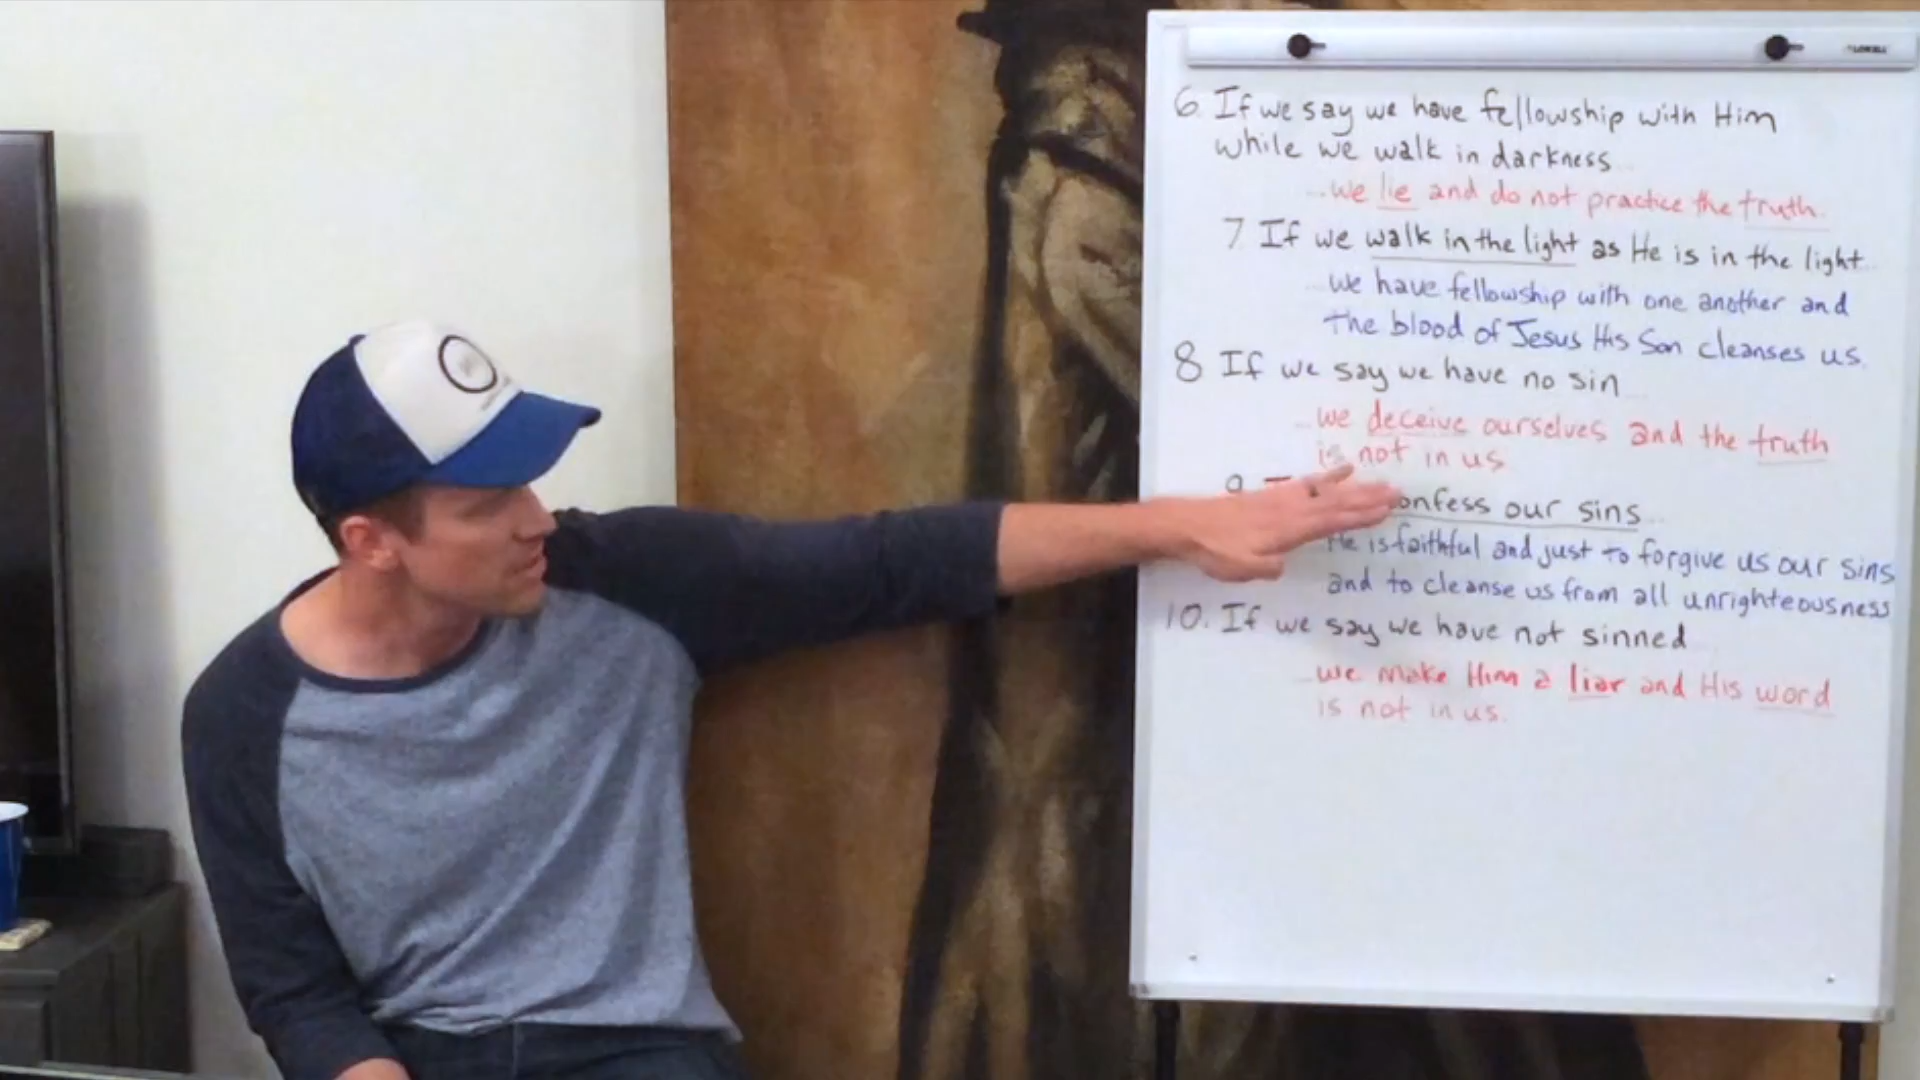 6. If we say we have fellowship with Him
while we walk in darkness...
...we lie and do not practice the truth.
7 If we walk in the light as He is in the light...
...we have fellowship with one another and
the blood of Jesus His Son cleanses us.
8 If we say we have no sin...
...we deceive ourselves and the truth
is not in us
9 onfess our sins...
He is faithful and just to forgive us our sins
and to cleanse us from all unrighteousness
10. If we say we have not sinned
...we make Him a liar and His word
is not in us.